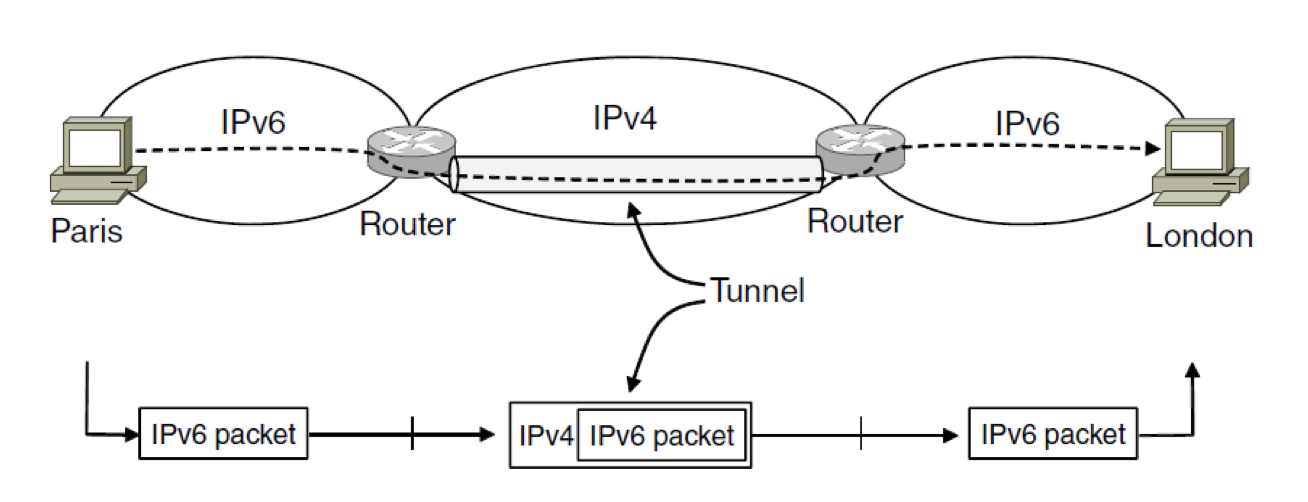 IPv6
IPv4
IPv6
Paris
Router
Router
London
Tunnel
IPv6 packet
IPv4 IPv6 packet
IPv6 packet